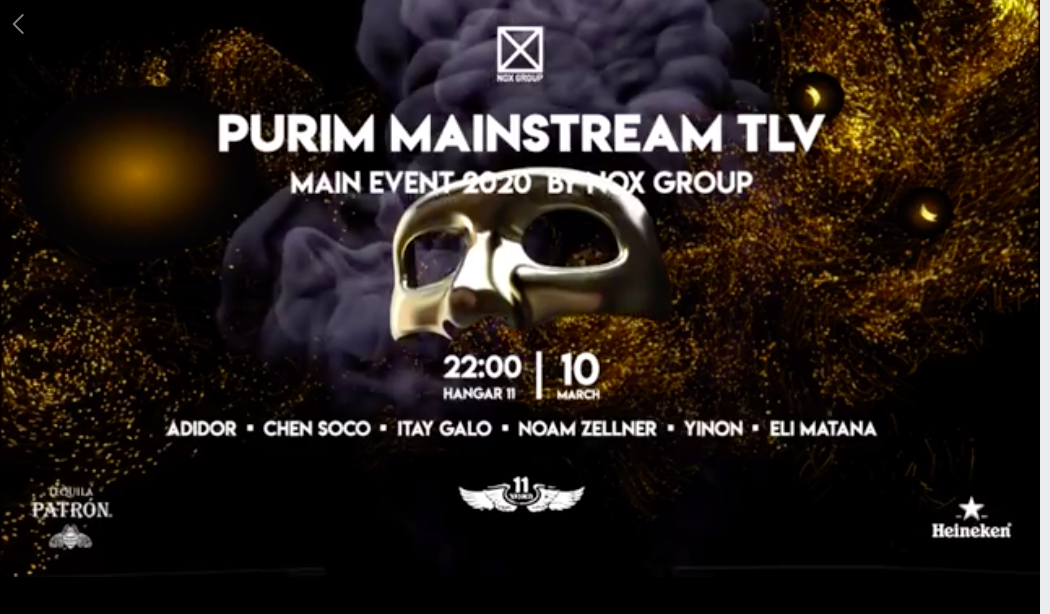 NOX GROUP
PURIM MAINSTREAM TLV
MAIN EVENT 2020 BY NOX GROUP
22:00 | 10
HANGAR 11 MARCH
ADIDOR ▪ CHEN SOCO ▪ ITAY GALO ▪ NOAM ZELLNER ▪ YINON ▪ ELI MATANA
TEQUILA
PATRÓN
11
Heineken